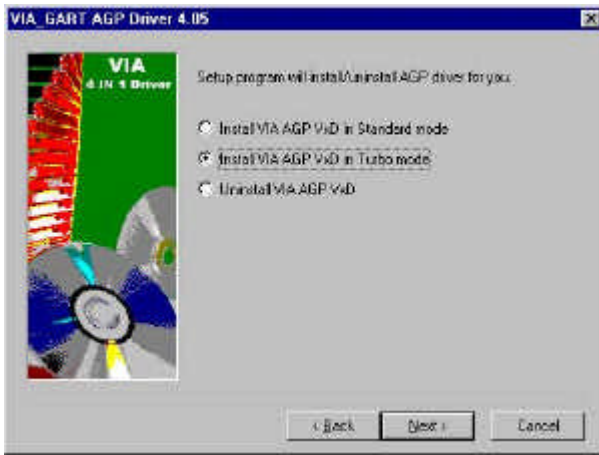 VIA_GART AGP Driver 4.05
VIA
4 IN 1 Driver
Setup program will install/uninstall AGP driver for you:
Install VIA AGP VxD in Standard mode
Install VIA AGP VxD in Turbo mode
Uninstall VIA AGP VxD
< Back
Next >
Cancel